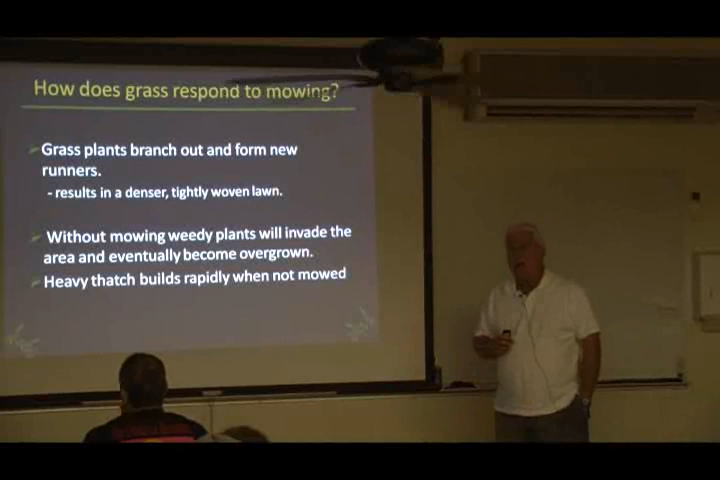 How does grass respond to mowing?
Grass plants branch out and form new
runners.
- results in a denser, tightly woven lawn.
Without mowing weedy plants will invade the
area and eventually become overgrown.
Heavy thatch builds rapidly when not mowed